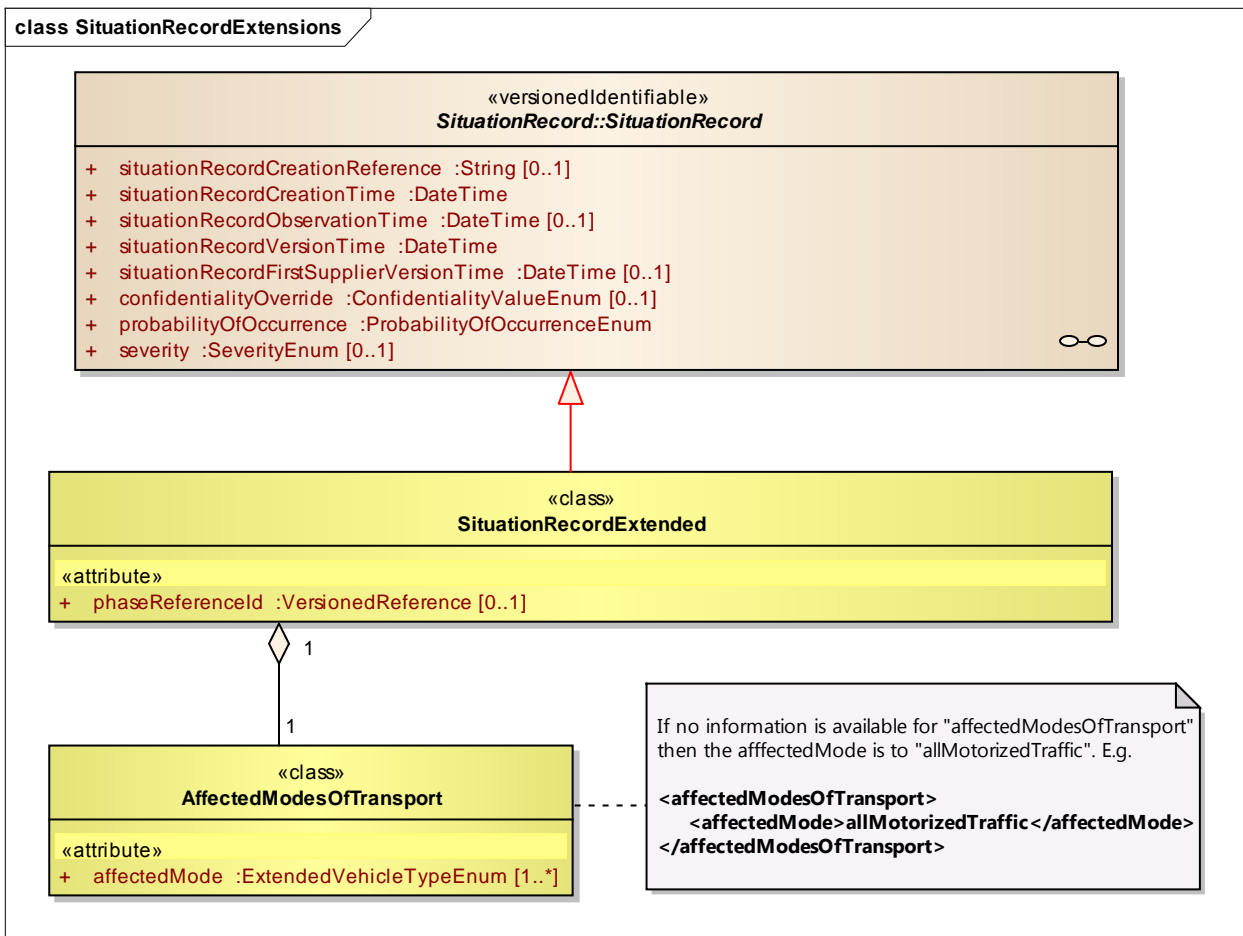 class SituationRecordExtensions
«versionedIdentifiable»
SituationRecord::SituationRecord
+ situationRecordCreationReference :String [0..1]
+ situationRecordCreationTime :DateTime
+ situationRecordObservationTime :DateTime [0..1]
+ situationRecordVersionTime :DateTime
+ situationRecordFirstSupplierVersionTime :DateTime [0..1]
+ confidentialityOverride :ConfidentialityValueEnum [0..1]
+ probabilityOfOccurrence :ProbabilityOfOccurrenceEnum
+ severity :SeverityEnum [0..1]
«class»
SituationRecordExtended
«attribute»
+ phaseReferenceId :VersionedReference [0..1]
1
1
«class»
AffectedModesOfTransport
«attribute»
+ affectedMode :ExtendedVehicleTypeEnum [1..*]
If no information is available for "affectedModesOfTransport"
then the afffectedMode is to "allMotorizedTraffic". E.g.
<affectedModesOfTransport>
<affectedMode>allMotorizedTraffic</affectedMode>
</affectedModesOfTransport>